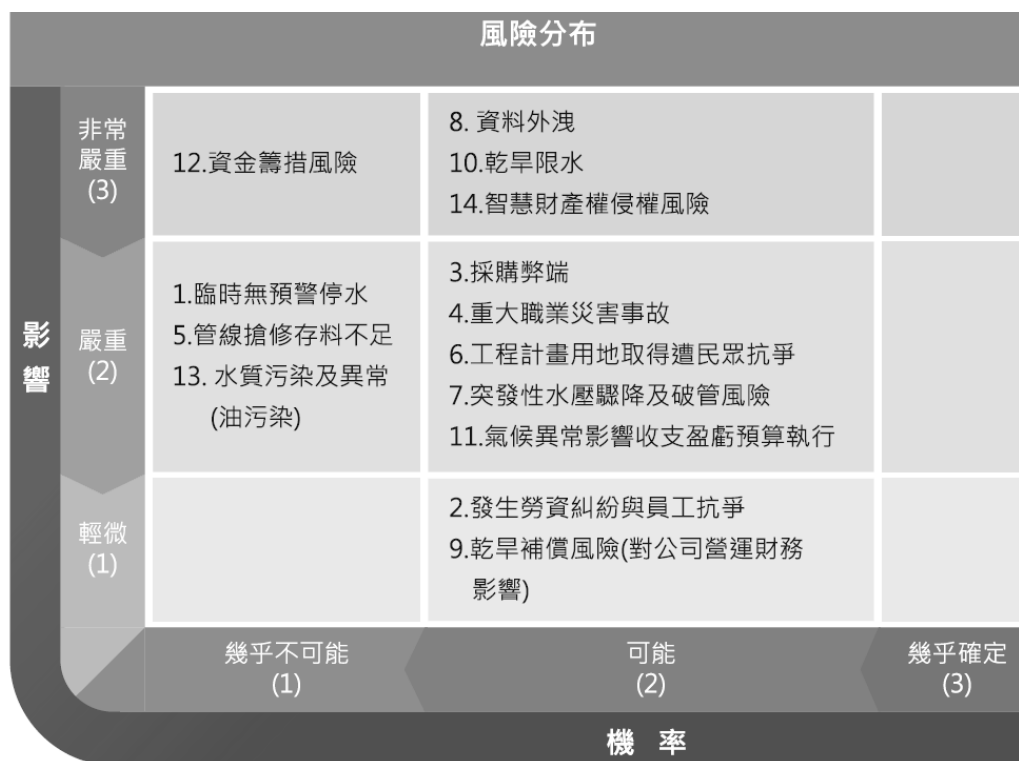 風險分布
非常
嚴重
(3)
12.資金籌措風險
8. 資料外洩
10.乾旱限水
14.智慧財產權侵權風險
影
響
嚴重
(2)
1.臨時無預警停水
5.管線搶修存料不足
13. 水質污染及異常
(油污染)
3.採購弊端
4.重大職業災害事故
6.工程計畫用地取得遭民眾抗爭
7.突發性水壓驟降及破管風險
11.氣候異常影響收支盈虧預算執行
輕微
(1)
2.發生勞資糾紛與員工抗爭
9.乾旱補償風險(對公司營運財務
影響)
幾乎不可能
(1)
可能
(2)
幾乎確定
(3)
機 率